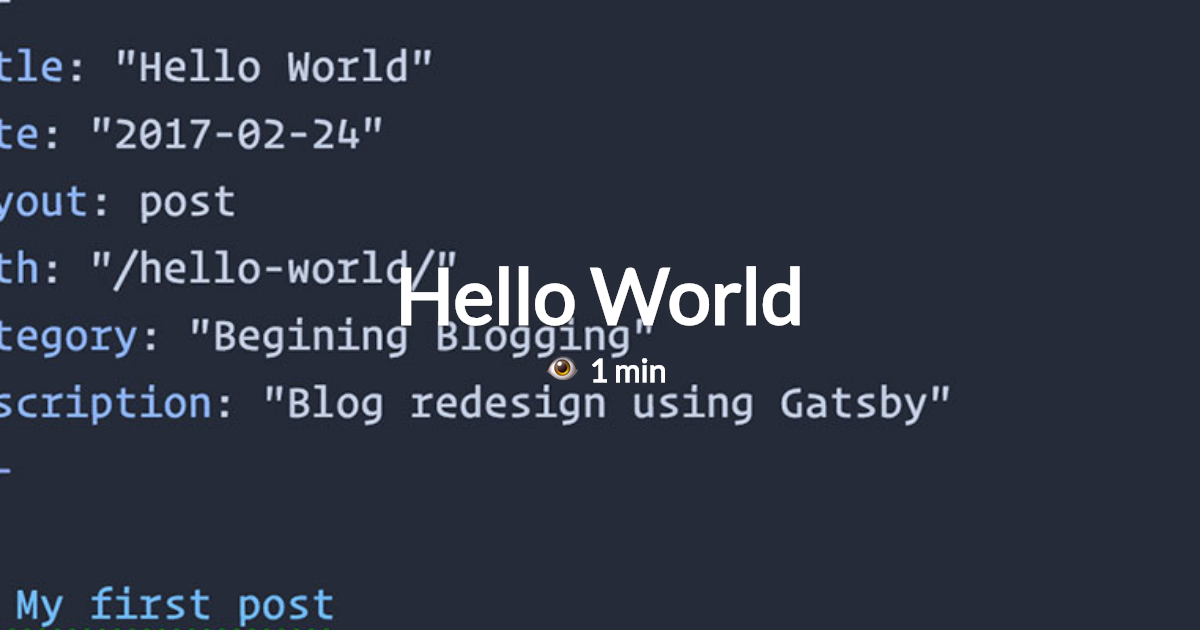 tle: "Hello World"
te: "2017-02-24"
yout: post
th: "/hello-world/"
Hello World
tegory: "Begining Blogging"
1 min
scription: "Blog redesign using Gatsby"
My first post